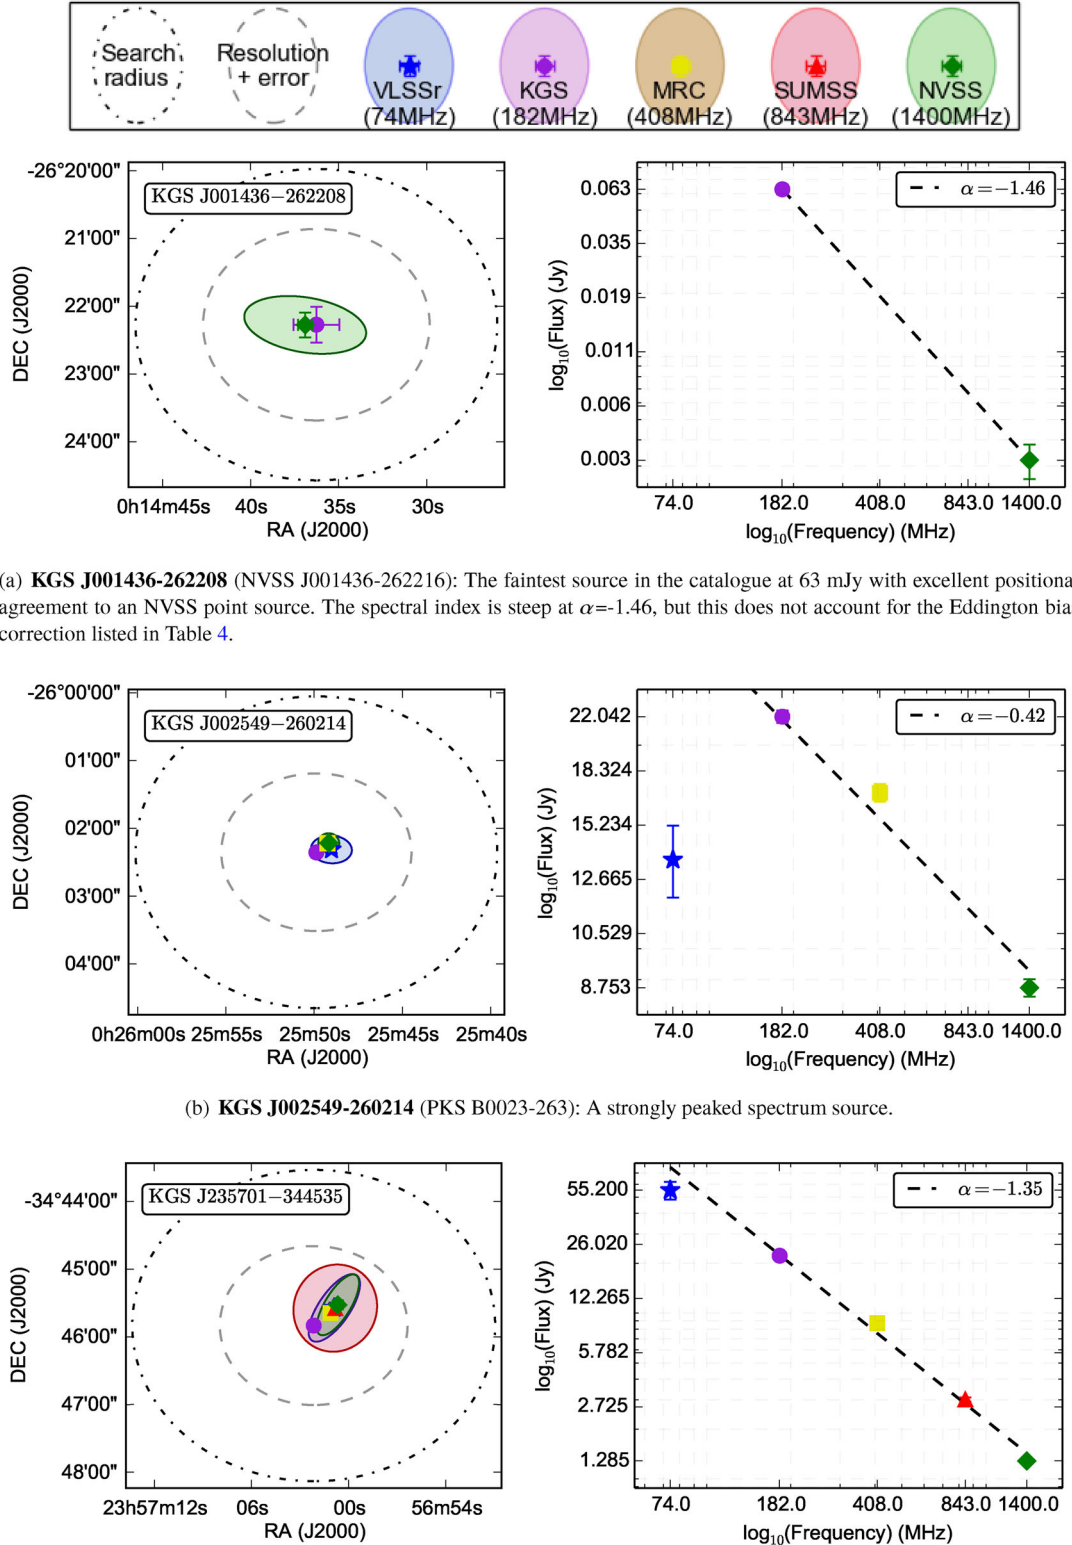 Search radius
Resolution + error
VLSSr (74MHz)
KGS (182MHz)
MRC (408MHz)
SUMSS (843MHz)
NVSS (1400MHz)
KGS J001436−262208
-26°20'00"
21'00"
22'00"
23'00"
24'00"
DEC (J2000)
0h14m45s 40s 35s 30s
RA (J2000)
α=−1.46
0.063
0.035
0.019
0.011
0.006
0.003
log10(Flux) (Jy)
74.0 182.0 408.0 843.0 1400.0
log10(Frequency) (MHz)
(a) KGS J001436-262208 (NVSS J001436-262216): The faintest source in the catalogue at 63 mJy with excellent positiona
agreement to an NVSS point source. The spectral index is steep at α=-1.46, but this does not account for the Eddington bia
correction listed in Table 4.
KGS J002549−260214
-26°00'00"
01'00"
02'00"
03'00"
04'00"
DEC (J2000)
0h26m00s 25m55s 25m50s 25m45s 25m40s
RA (J2000)
α=−0.42
22.042
18.324
15.234
12.665
10.529
8.753
log10(Flux) (Jy)
74.0 182.0 408.0 843.0 1400.0
log10(Frequency) (MHz)
(b) KGS J002549-260214 (PKS B0023-263): A strongly peaked spectrum source.
KGS J235701−344535
-34°44'00"
45'00"
46'00"
47'00"
48'00"
DEC (J2000)
23h57m12s 06s 00s 56m54s
RA (J2000)
α=−1.35
55.200
26.020
12.265
5.782
2.725
1.285
log10(Flux) (Jy)
74.0 182.0 408.0 843.0 1400.0
log10(Frequency) (MHz)